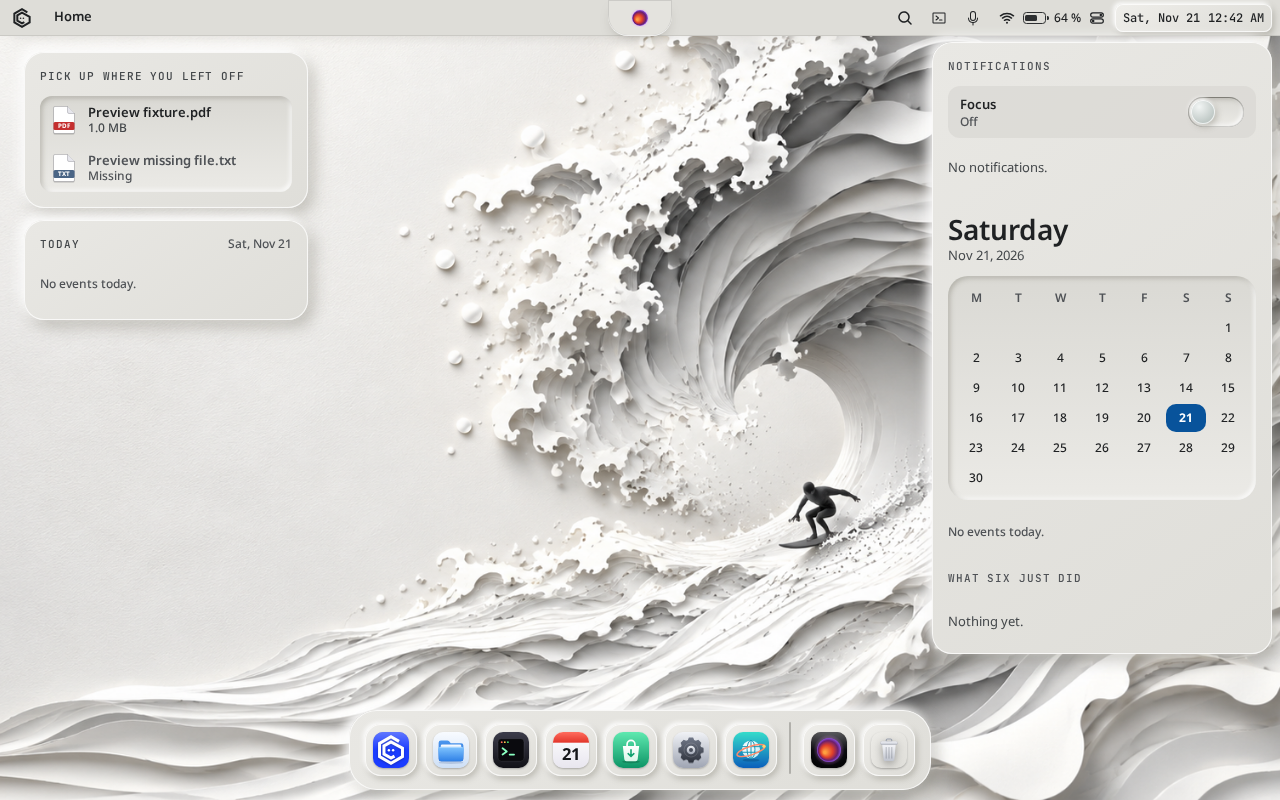 Home
64 %
Sat, Nov 21 12:42 AM
PICK UP WHERE YOU LEFT OFF
PDF
Preview fixture.pdf
1.0 MB
TXT
Preview missing file.txt
Missing
TODAY Sat, Nov 21
No events today.
NOTIFICATIONS
Focus
Off
No notifications.
Saturday
Nov 21, 2026
M T W T F S S
1
2 3 4 5 6 7 8
9 10 11 12 13 14 15
16 17 18 19 20 21 22
23 24 25 26 27 28 29
30
No events today.
WHAT SIX JUST DID
Nothing yet.
>_
21